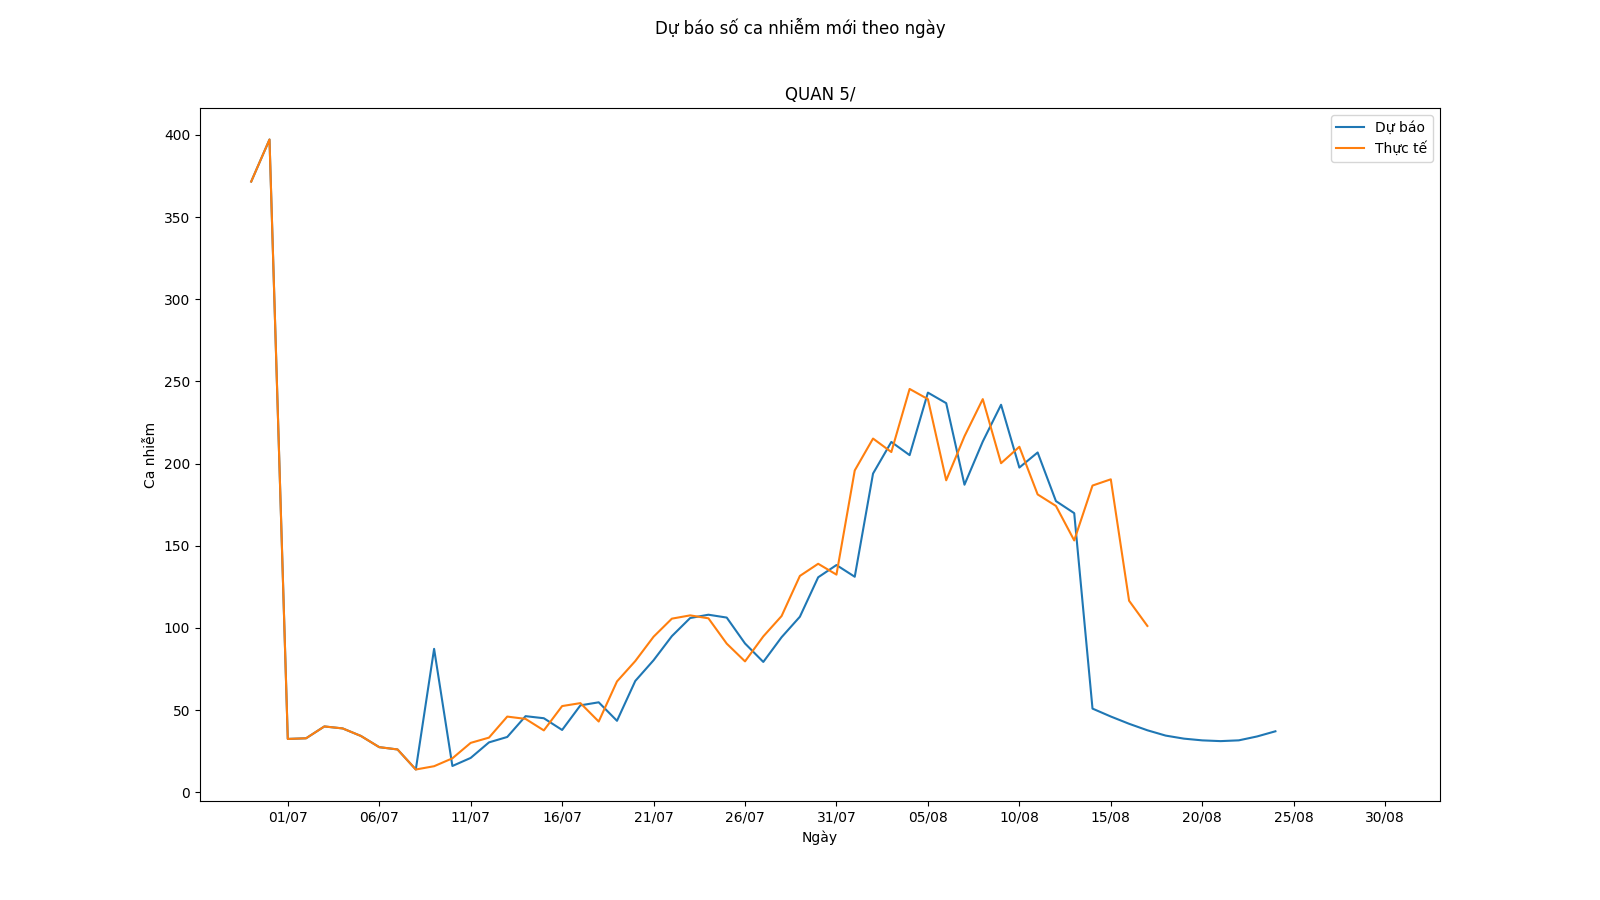 Dự báo số ca nhiễm mới theo ngày
QUAN 5/
Dự báo
Thực tế
Ca nhiễm
400
350
300
250
200
150
100
50
0
01/07 06/07 11/07 16/07 21/07 26/07 31/07 05/08 10/08 15/08 20/08 25/08 30/08
Ngày